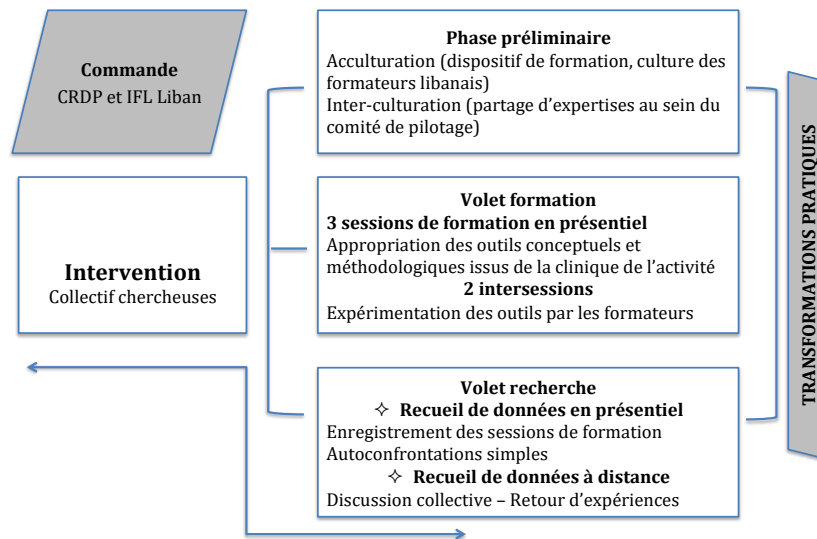 Commande
CRDP et IFL Liban
Phase préliminaire
Acculturation (dispositif de formation, culture des
formateurs libanais)
Inter-culturation (partage d'expertises au sein du
comité de pilotage)
Intervention
Collectif chercheuses
Volet formation
3 sessions de formation en présentiel
Appropriation des outils conceptuels et
méthodologiques issus de la clinique de l'activité
2 intersessions
Expérimentation des outils par les formateurs
Volet recherche
✧ Recueil de données en présentiel
Enregistrement des sessions de formation
Autoconfrontations simples
✧ Recueil de données à distance
Discussion collective – Retour d'expériences
TRANSFORMATIONS PRATIQUES